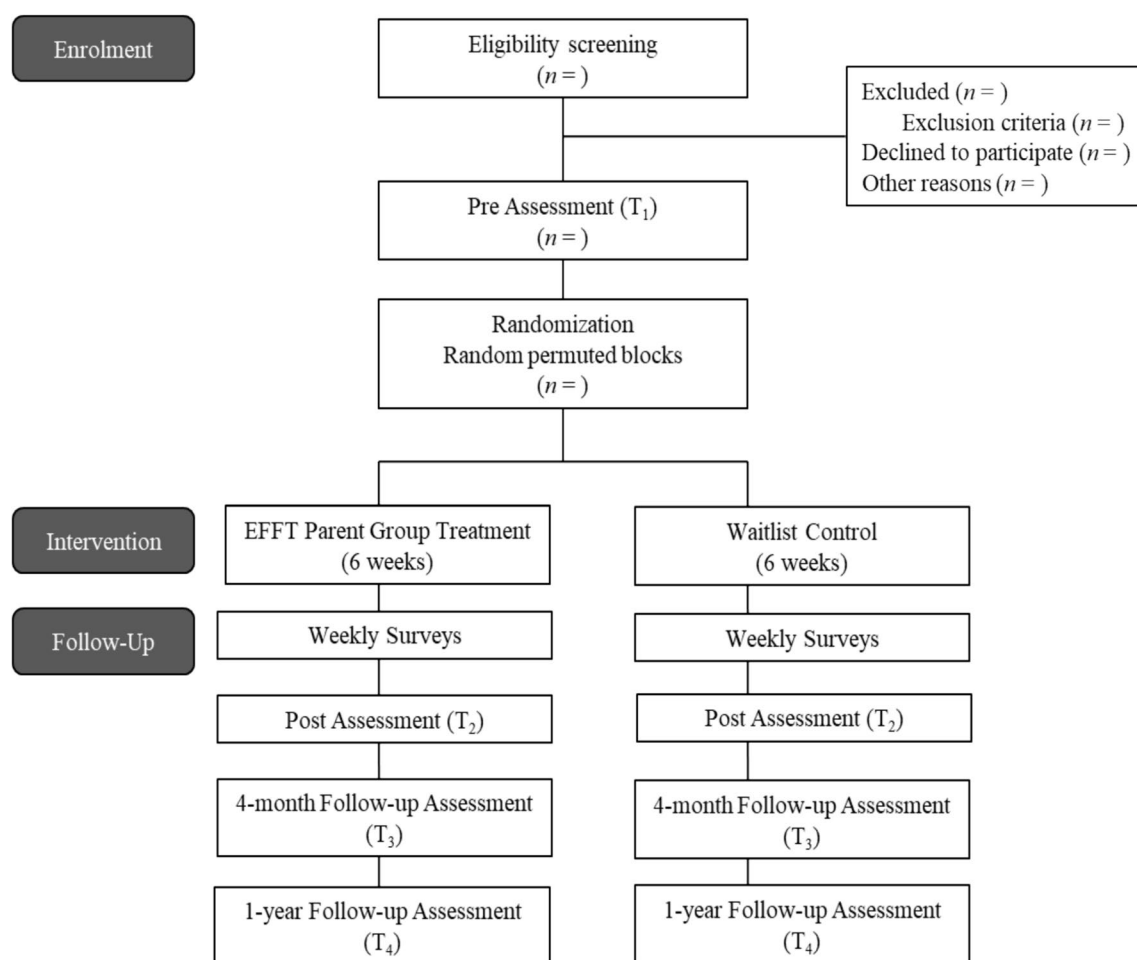 Enrolment
Eligibility screening
(n = )
Excluded (n = )
Exclusion criteria (n = )
Declined to participate (n = )
Other reasons (n = )
Pre Assessment (T₁)
(n = )
Randomization
Random permuted blocks
(n = )
Intervention
EFFT Parent Group Treatment
(6 weeks)
Waitlist Control
(6 weeks)
Follow-Up
Weekly Surveys
Weekly Surveys
Post Assessment (T₂)
Post Assessment (T₂)
4-month Follow-up Assessment
(T₃)
4-month Follow-up Assessment
(T₃)
1-year Follow-up Assessment
(T₄)
1-year Follow-up Assessment
(T₄)